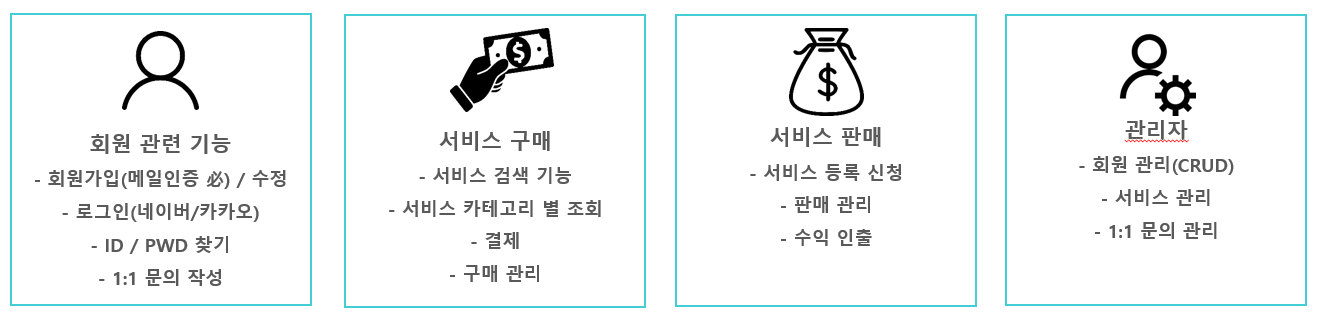 회원 관련 기능
- 회원가입(메일인증 必) / 수정
- 로그인(네이버/카카오)
- ID / PWD 찾기
- 1:1 문의 작성
$
서비스 구매
- 서비스 검색 기능
- 서비스 카테고리 별 조회
- 결제
- 구매 관리
$
서비스 판매
- 서비스 등록 신청
- 판매 관리
- 수익 인출
관리자
- 회원 관리(CRUD)
- 서비스 관리
- 1:1 문의 관리